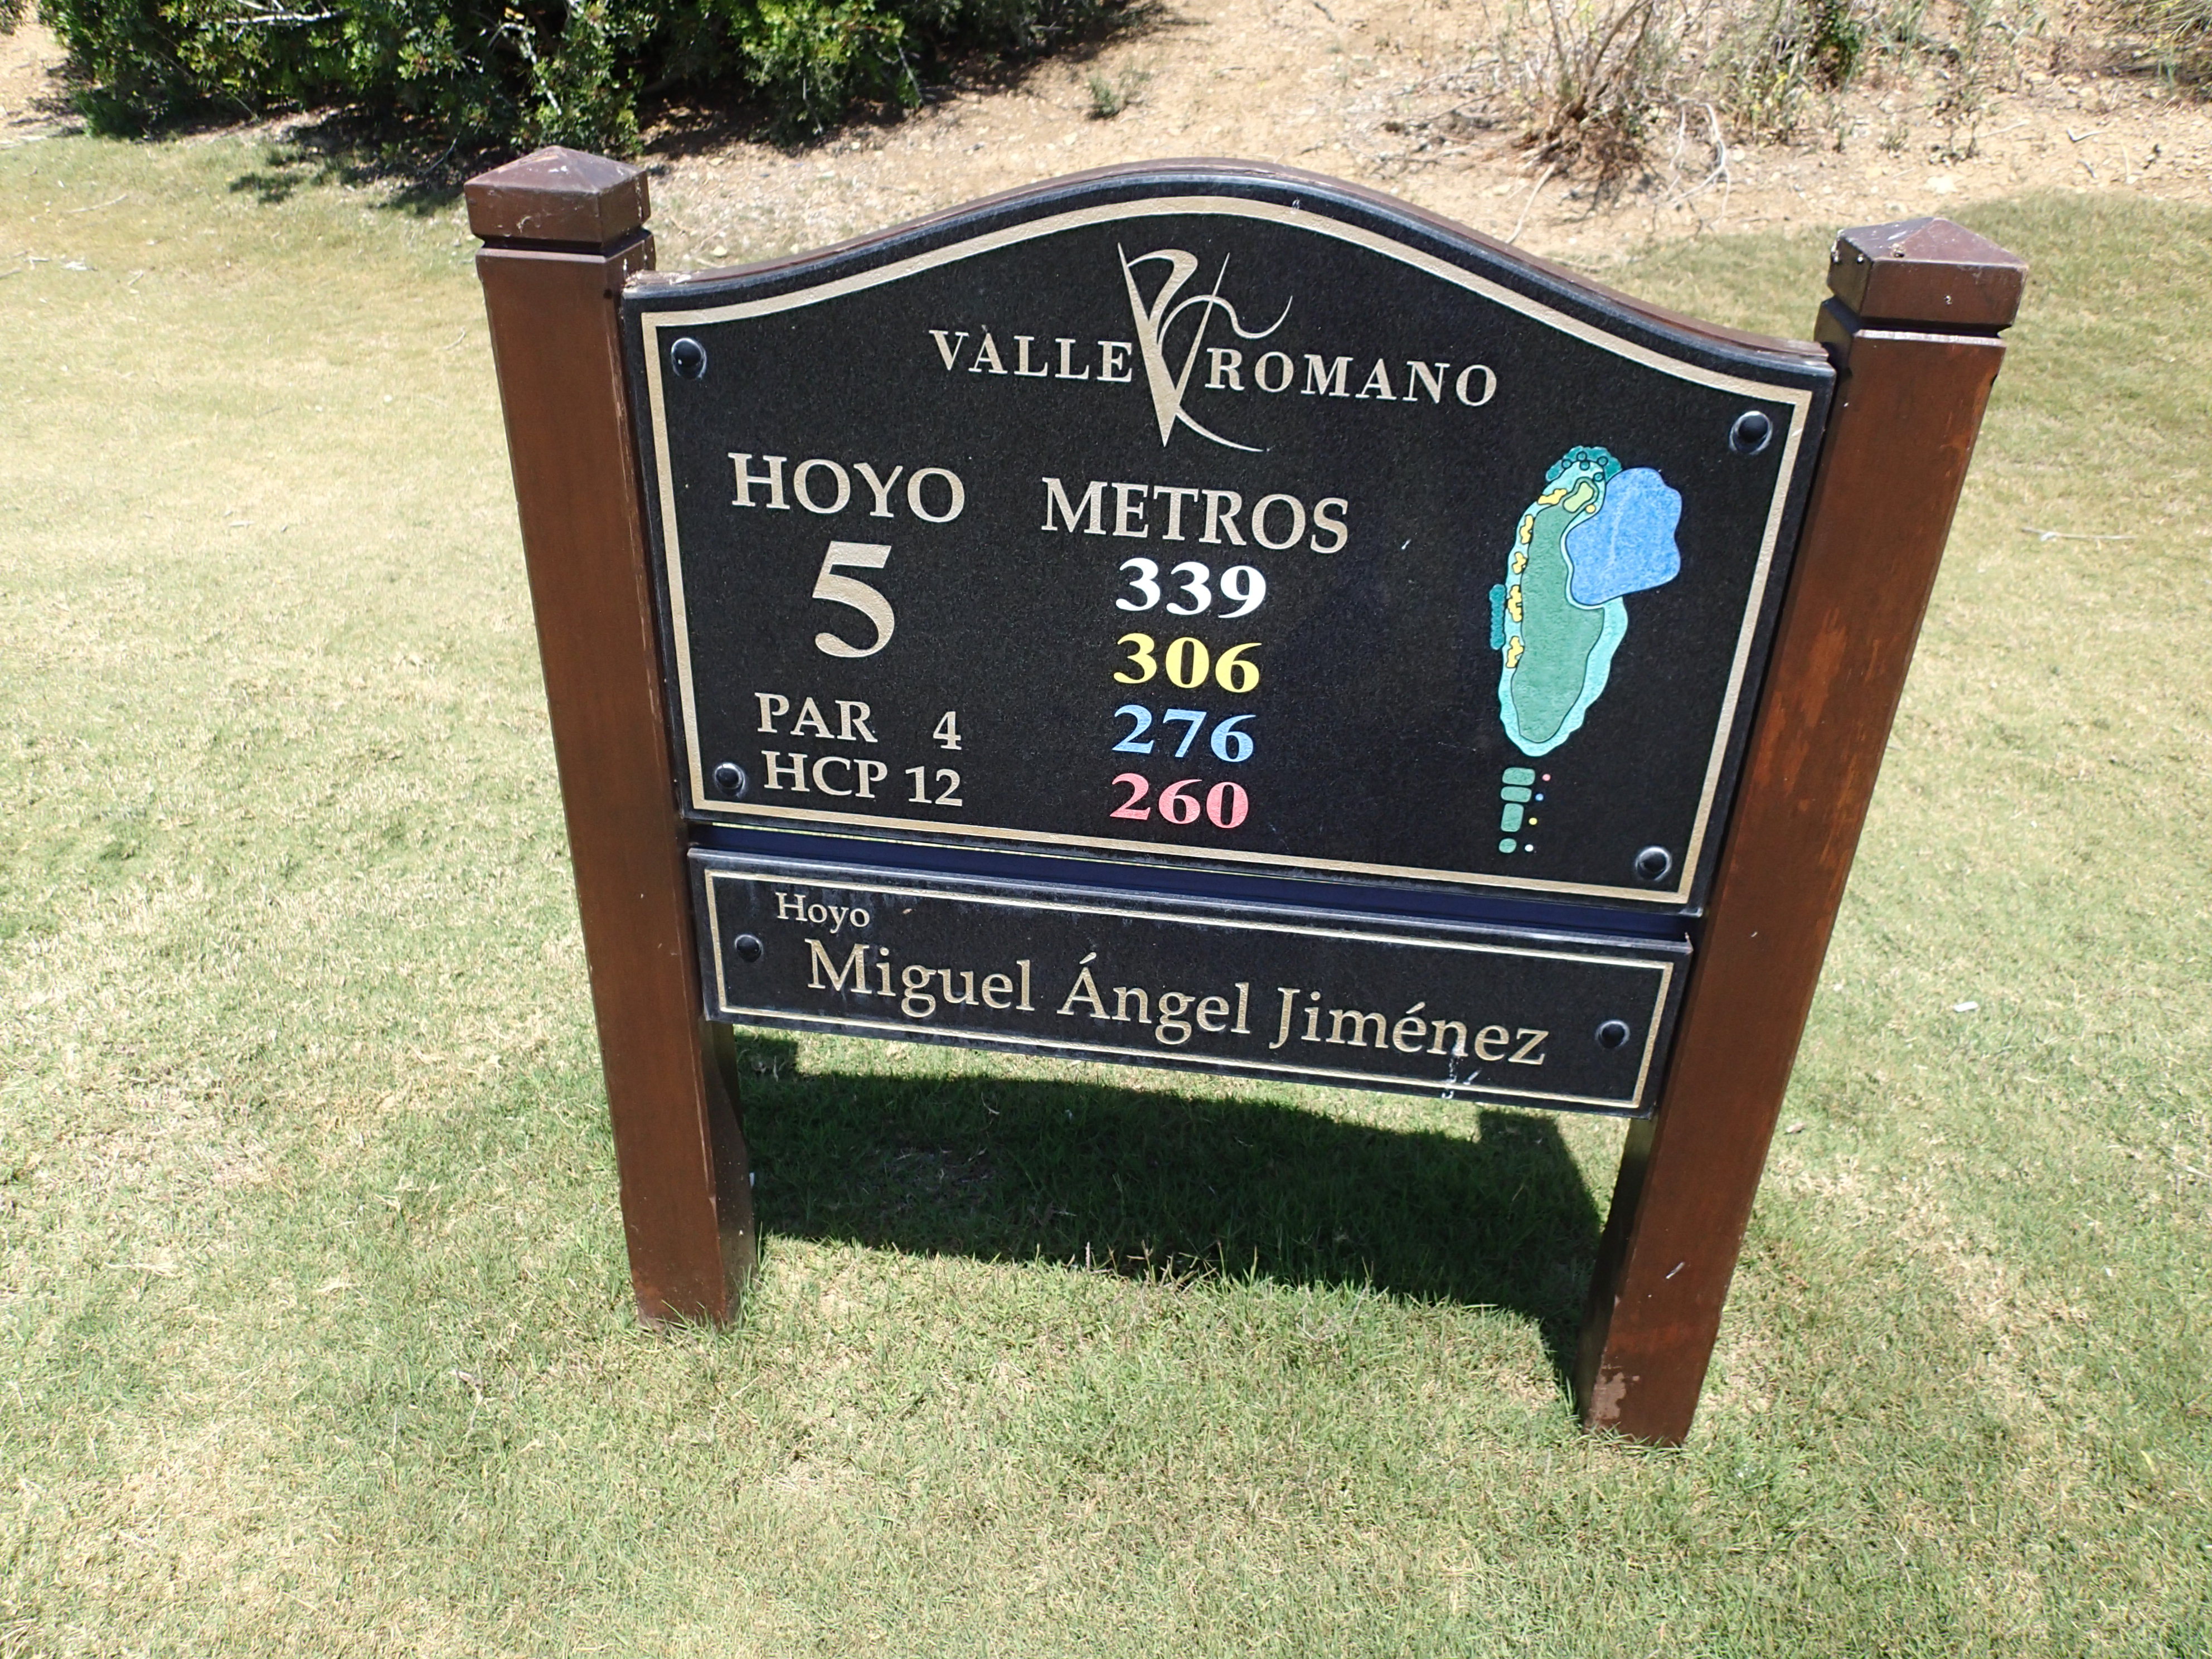 VALLE ROMANO
HOYO
5
PAR 4
HCP 12
METROS
339
306
276
260
Hoyo
Miguel Ángel Jiménez